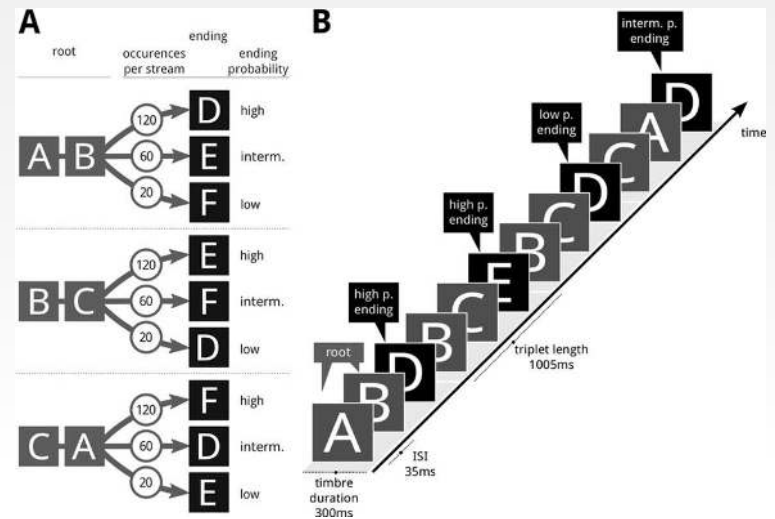 A
root
occurences
per stream
ending
ending
probability
A B
120 D high
60 E interm.
20 F low
B C
120 E high
60 F interm.
20 D low
C A
120 F high
60 D interm.
20 E low
B
interm. p.
ending
low p.
ending
high p.
ending
high p.
ending
root
A
B
D
B
C
E
B
C
D
C
A
D
time
triplet length
1005ms
ISI
35ms
timbre
duration
300ms